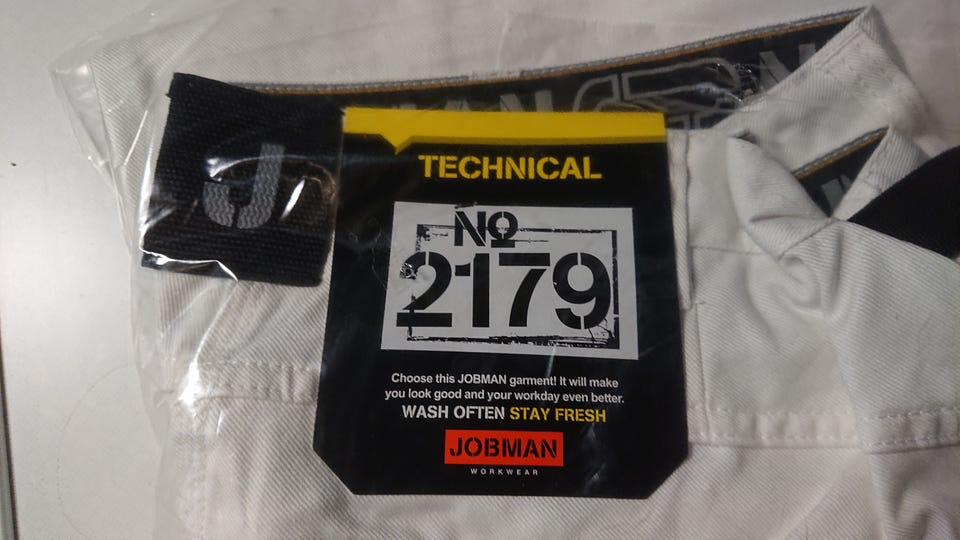 J
TECHNICAL
No
2179
Choose this JOBMAN garment! It will make
you look good and your workday even better.
WASH OFTEN STAY FRESH
JOBMAN
WORKWEAR